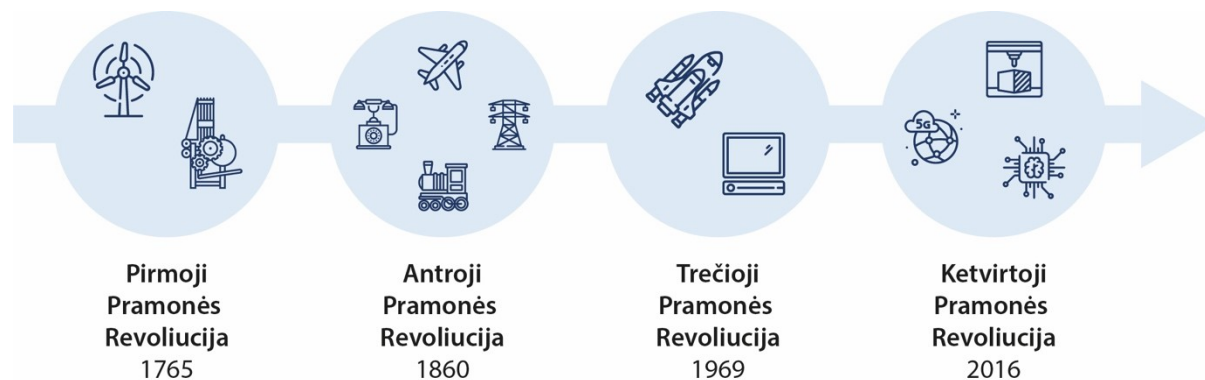 5G
Pirmoji
Pramonės
Revoliucija
1765
Antroji
Pramonės
Revoliucija
1860
Trečioji
Pramonės
Revoliucija
1969
Ketvirtoji
Pramonės
Revoliucija
2016